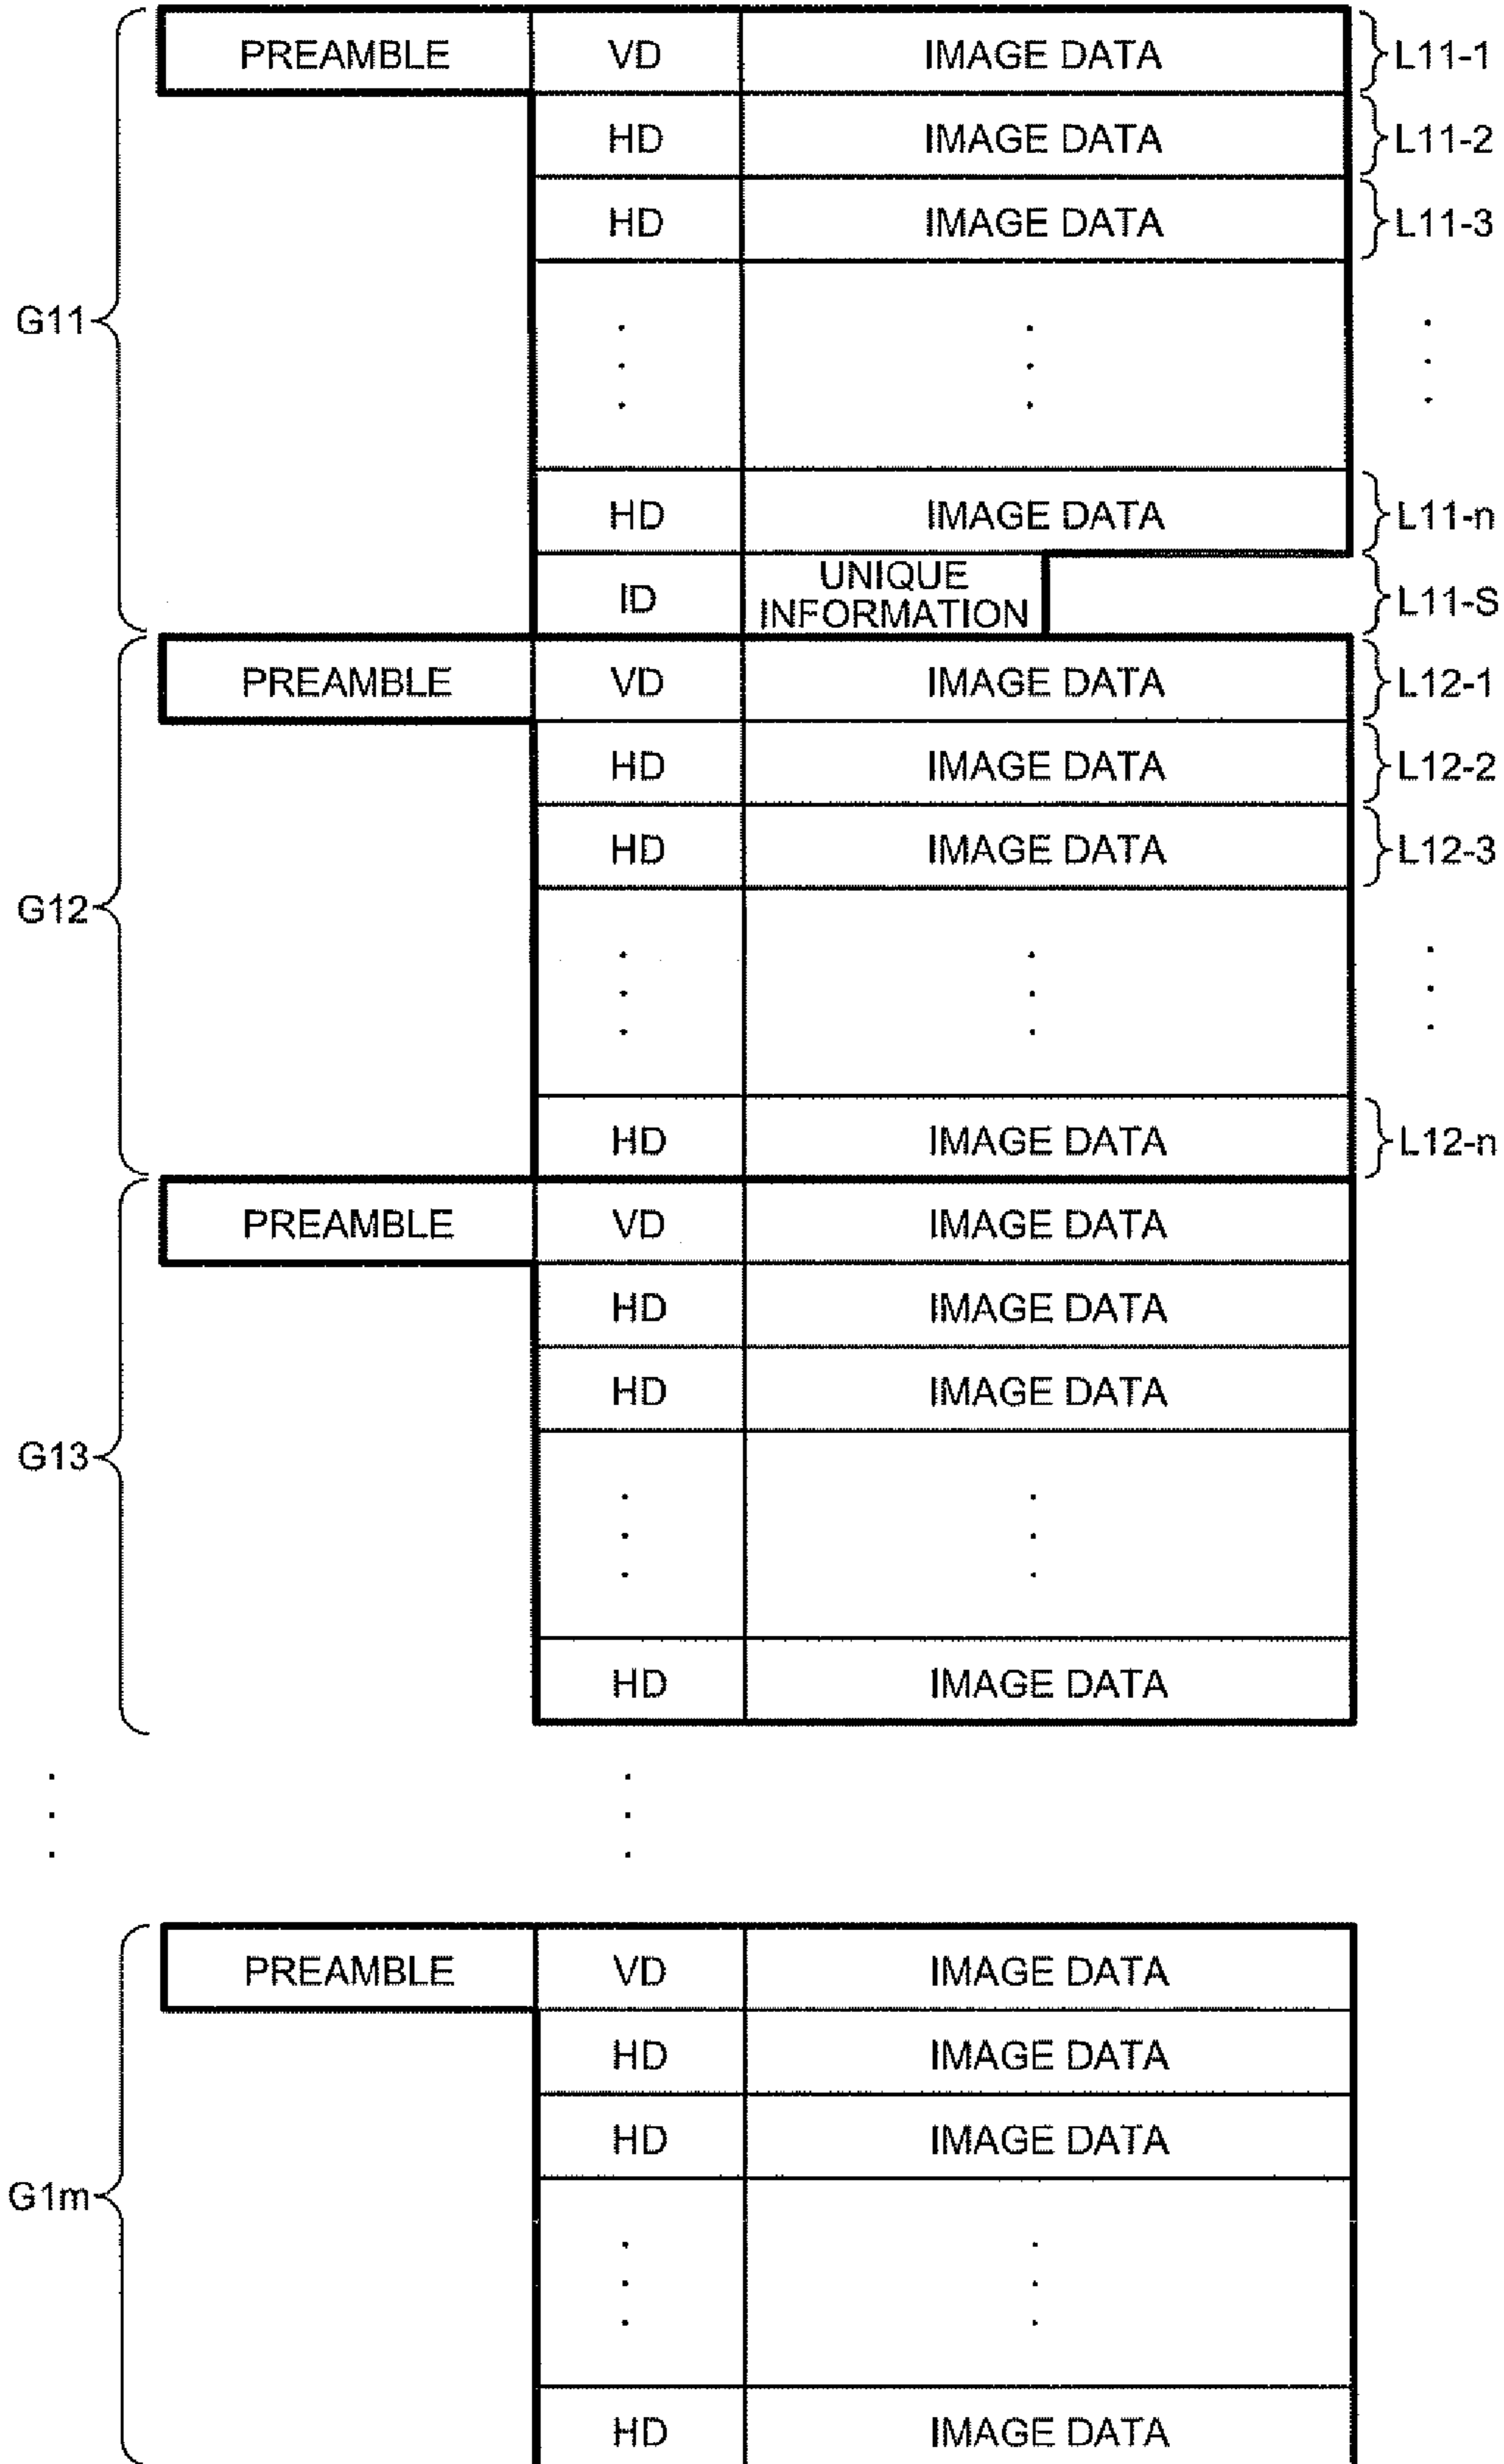 PREAMBLE VD IMAGE DATA L11-1
HD IMAGE DATA L11-2
HD IMAGE DATA L11-3
G11
HD IMAGE DATA L11-n
ID UNIQUE INFORMATION L11-S
PREAMBLE VD IMAGE DATA L12-1
HD IMAGE DATA L12-2
HD IMAGE DATA L12-3
G12
HD IMAGE DATA L12-n
PREAMBLE VD IMAGE DATA
HD IMAGE DATA
HD IMAGE DATA
G13
HD IMAGE DATA
PREAMBLE VD IMAGE DATA
HD IMAGE DATA
HD IMAGE DATA
G1m
HD IMAGE DATA